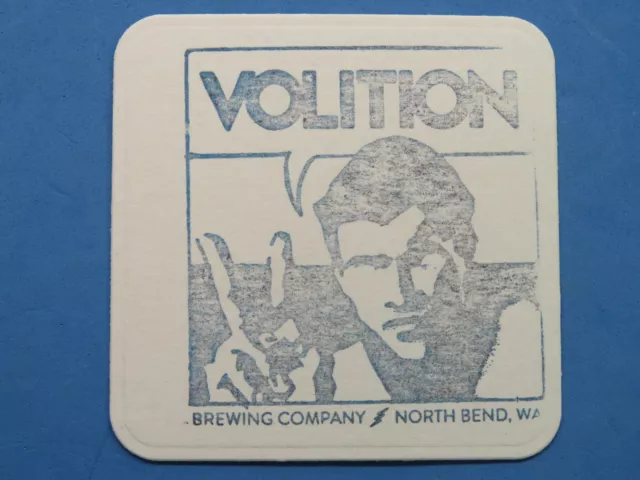 VOLITION
BREWING COMPANY NORTH BEND, WA